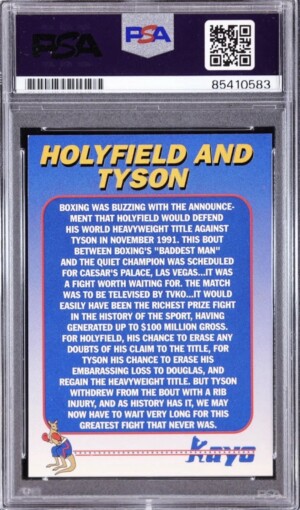 PSA
PSA
85410583
HOLYFIELD AND
TYSON
BOXING WAS BUZZING WITH THE ANNOUNCE-
MENT THAT HOLYFIELD WOULD DEFEND
HIS WORLD HEAVYWEIGHT TITLE AGAINST
TYSON IN NOVEMBER 1991. THIS BOUT
BETWEEN BOXING'S "BADDEST MAN"
AND THE QUIET CHAMPION WAS SCHEDULED
FOR CAESAR'S PALACE, LAS VEGAS...IT WAS
A FIGHT WORTH WAITING FOR. THE MATCH
WAS TO BE TELEVISED BY TVKO...IT WOULD
EASILY HAVE BEEN THE RICHEST PRIZE FIGHT
IN THE HISTORY OF THE SPORT, HAVING
GENERATED UP TO $100 MILLION GROSS.
FOR HOLYFIELD, HIS CHANCE TO ERASE ANY
DOUBTS OF HIS CLAIM TO THE TITLE, FOR
TYSON HIS CHANCE TO ERASE HIS
EMBARASSING LOSS TO DOUGLAS, AND
REGAIN THE HEAVYWEIGHT TITLE. BUT TYSON
WITHDREW FROM THE BOUT WITH A RIB
INJURY, AND AS HISTORY HAS IT, WE MAY
NOW HAVE TO WAIT VERY LONG FOR THIS
GREATEST FIGHT THAT NEVER WAS.
Kayo